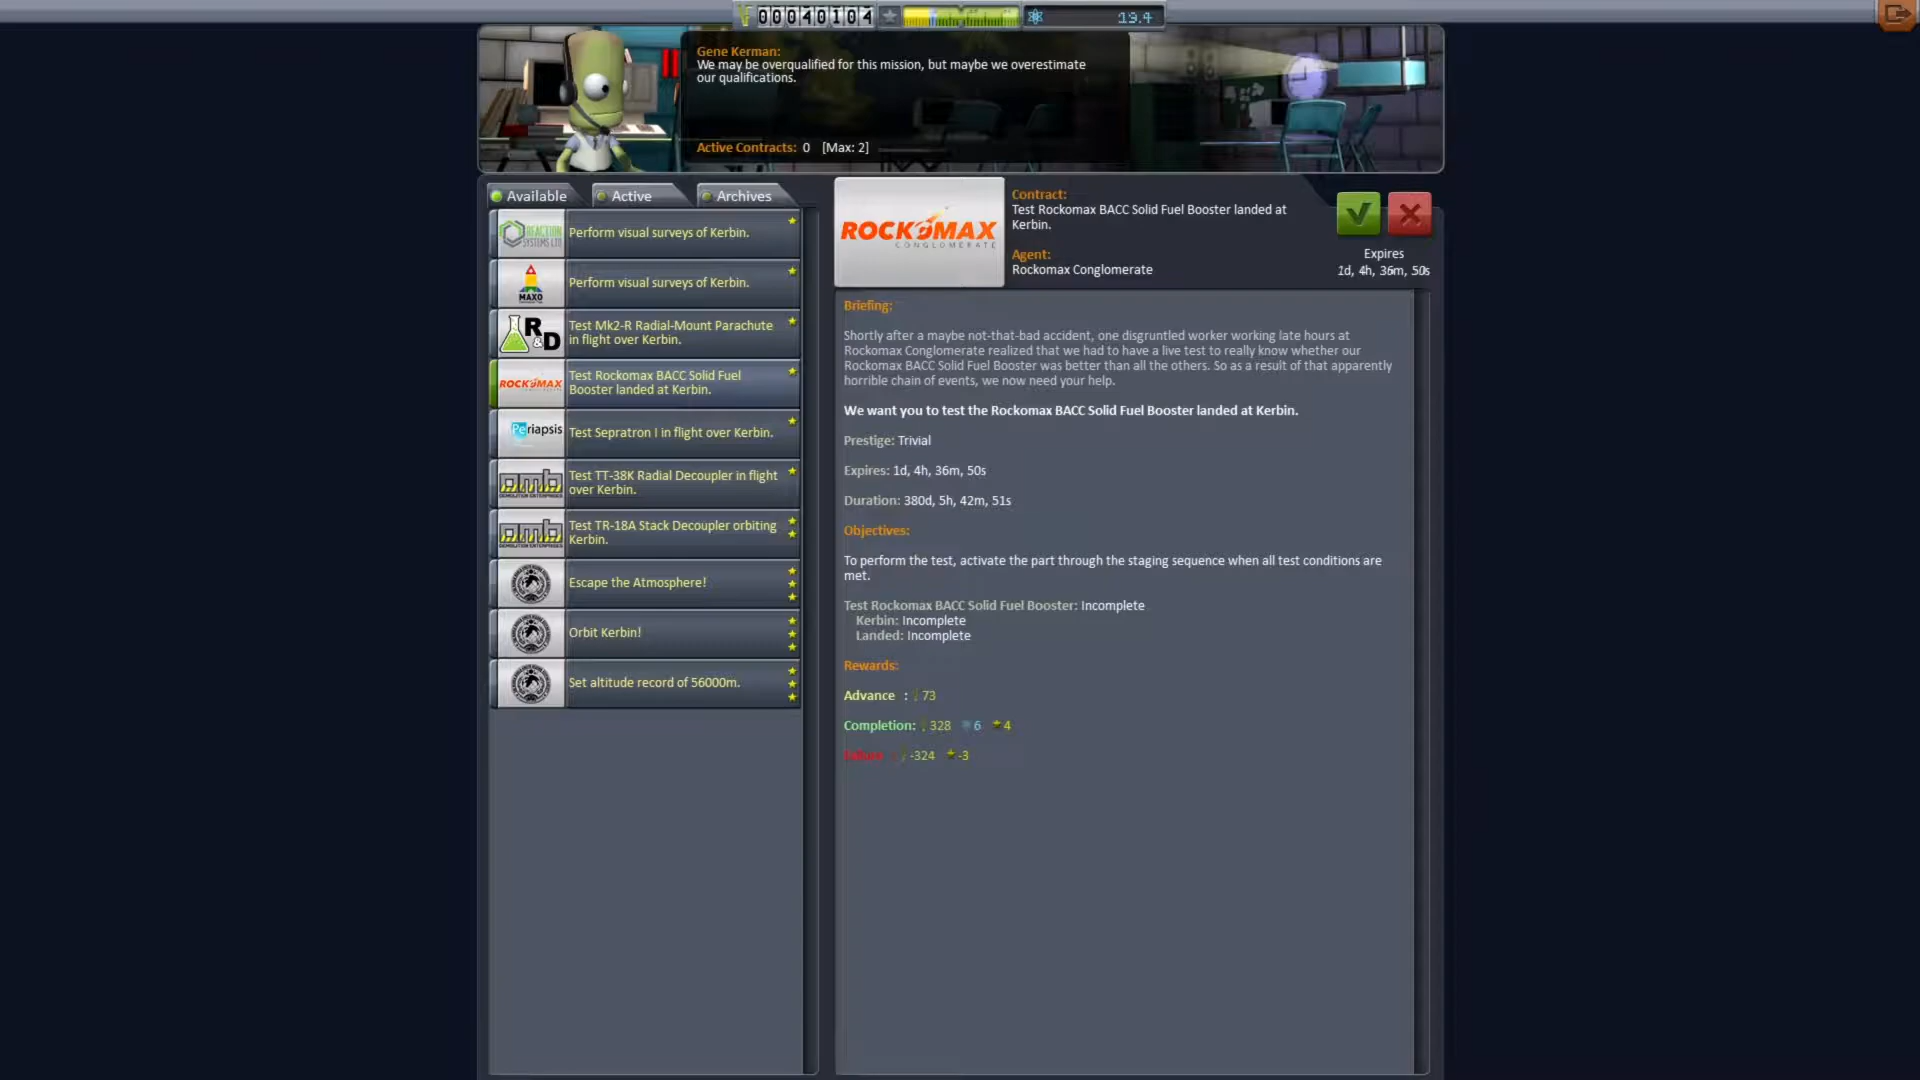 00040104
19.4
Gene Kerman:
We may be overqualified for this mission, but maybe we overestimate
our qualifications.
Active Contracts: 0 [Max: 2]
Available
Active
Archives
REACTION
SYSTEMS LTD
Perform visual surveys of Kerbin.
MAXO
Perform visual surveys of Kerbin.
R&D
Test Mk2-R Radial-Mount Parachute
in flight over Kerbin.
ROCKOMAX
Test Rockomax BACC Solid Fuel
Booster landed at Kerbin.
Periapsis
Test Sepratron I in flight over Kerbin.
Test TT-38K Radial Decoupler in flight
over Kerbin.
Test TR-18A Stack Decoupler orbiting
Kerbin.
Escape the Atmosphere!
Orbit Kerbin!
Set altitude record of 56000m.
ROCKOMAX
CONGLOMERATE
Contract:
Test Rockomax BACC Solid Fuel Booster landed at
Kerbin.
Agent:
Rockomax Conglomerate
Expires
1d, 4h, 36m, 50s
Briefing:
Shortly after a maybe not-that-bad accident, one disgruntled worker working late hours at
Rockomax Conglomerate realized that we had to have a live test to really know whether our
Rockomax BACC Solid Fuel Booster was better than all the others. So as a result of that apparently
horrible chain of events, we now need your help.
We want you to test the Rockomax BACC Solid Fuel Booster landed at Kerbin.
Prestige: Trivial
Expires: 1d, 4h, 36m, 50s
Duration: 380d, 5h, 42m, 51s
Objectives:
To perform the test, activate the part through the staging sequence when all test conditions are
met.
Test Rockomax BACC Solid Fuel Booster: Incomplete
Kerbin: Incomplete
Landed: Incomplete
Rewards:
Advance : 73
Completion: 328 6 4
-324 -3